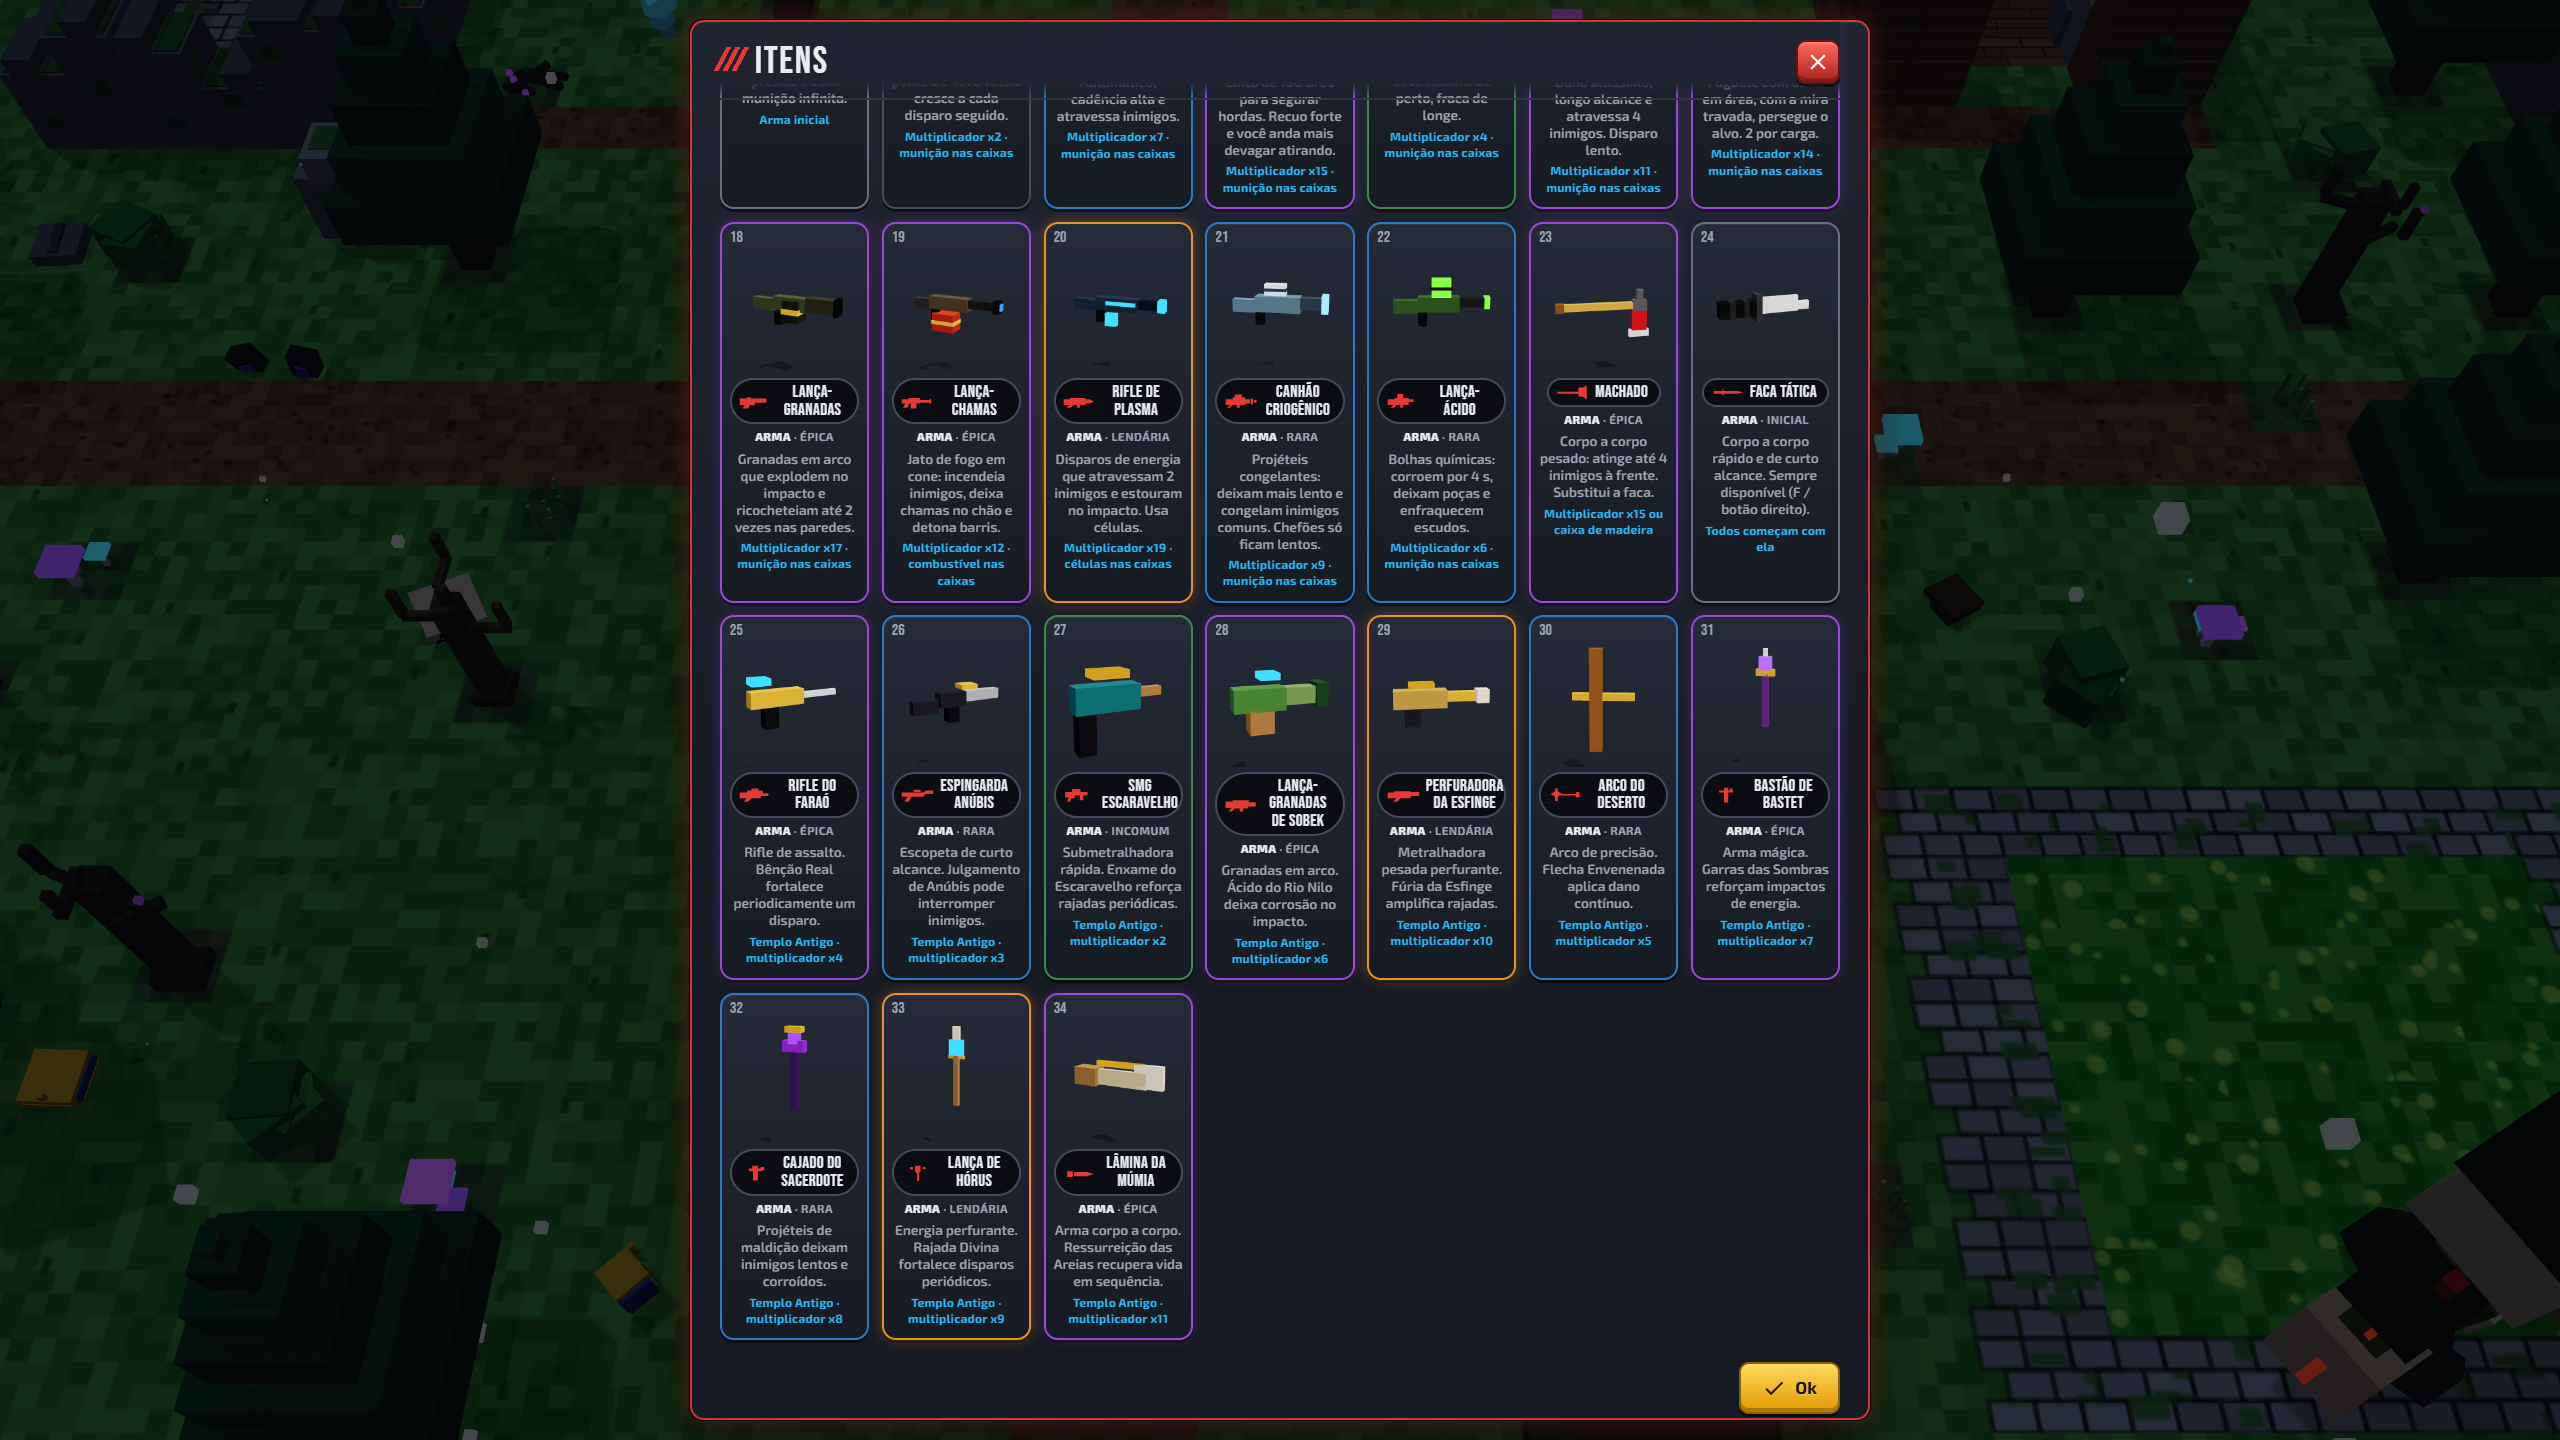 ITENS
munição infinita.
Arma inicial
cresce a cada
disparo seguido.
Multiplicador x2 ·
munição nas caixas
Automático,
cadência alta e
atravessa inimigos.
Multiplicador x7 ·
munição nas caixas
para segurar
hordas. Recuo forte
e você anda mais
devagar atirando.
Multiplicador x15 ·
munição nas caixas
perto, fraca de
longe.
Multiplicador x4 ·
munição nas caixas
longo alcance e
atravessa 4
inimigos. Disparo
lento.
Multiplicador x11 ·
munição nas caixas
em área, com a mira
travada, persegue o
alvo. 2 por carga.
Multiplicador x14 ·
munição nas caixas
18
LANÇA-
GRANADAS
ARMA · ÉPICA
Granadas em arco
que explodem no
impacto e
ricocheteiam até 2
vezes nas paredes.
Multiplicador x17 ·
munição nas caixas
19
LANÇA-
CHAMAS
ARMA · ÉPICA
Jato de fogo em
cone: incendeia
inimigos, deixa
chamas no chão e
detona barris.
Multiplicador x12 ·
combustível nas
caixas
20
RIFLE DE
PLASMA
ARMA · LENDÁRIA
Disparos de energia
que atravessam 2
inimigos e estouram
no impacto. Usa
células.
Multiplicador x19 ·
células nas caixas
21
CANHÃO
CRIOGÊNICO
ARMA · RARA
Projéteis
congelantes:
deixam mais lento e
congelam inimigos
comuns. Chefões só
ficam lentos.
Multiplicador x9 ·
munição nas caixas
22
LANÇA-
ÁCIDO
ARMA · RARA
Bolhas químicas:
corroem por 4 s,
deixam poças e
enfraquecem
escudos.
Multiplicador x6 ·
munição nas caixas
23
MACHADO
ARMA · ÉPICA
Corpo a corpo
pesado: atinge até 4
inimigos à frente.
Substitui a faca.
Multiplicador x15 ou
caixa de madeira
24
FACA TÁTICA
ARMA · INICIAL
Corpo a corpo
rápido e de curto
alcance. Sempre
disponível (F /
botão direito).
Todos começam com
ela
25
RIFLE DO
FARAÓ
ARMA · ÉPICA
Rifle de assalto.
Bênção Real
fortalece
periodicamente um
disparo.
Templo Antigo ·
multiplicador x4
26
ESPINGARDA
ANÚBIS
ARMA · RARA
Escopeta de curto
alcance. Julgamento
de Anúbis pode
interromper
inimigos.
Templo Antigo ·
multiplicador x3
27
SMG
ESCARAVELHO
ARMA · INCOMUM
Submetralhadora
rápida. Enxame do
Escaravelho reforça
rajadas periódicas.
Templo Antigo ·
multiplicador x2
28
LANÇA-
GRANADAS
DE SOBEK
ARMA · ÉPICA
Granadas em arco.
Ácido do Rio Nilo
deixa corrosão no
impacto.
Templo Antigo ·
multiplicador x6
29
PERFURADORA
DA ESFINGE
ARMA · LENDÁRIA
Metralhadora
pesada perfurante.
Fúria da Esfinge
amplifica rajadas.
Templo Antigo ·
multiplicador x10
30
ARCO DO
DESERTO
ARMA · RARA
Arco de precisão.
Flecha Envenenada
aplica dano
contínuo.
Templo Antigo ·
multiplicador x5
31
BASTÃO DE
BASTET
ARMA · ÉPICA
Arma mágica.
Garras das Sombras
reforçam impactos
de energia.
Templo Antigo ·
multiplicador x7
32
CAJADO DO
SACERDOTE
ARMA · RARA
Projéteis de
maldição deixam
inimigos lentos e
corroídos.
Templo Antigo ·
multiplicador x8
33
LANÇA DE
HÓRUS
ARMA · LENDÁRIA
Energia perfurante.
Rajada Divina
fortalece disparos
periódicos.
Templo Antigo ·
multiplicador x9
34
LÂMINA DA
MÚMIA
ARMA · ÉPICA
Arma corpo a corpo.
Ressurreição das
Areias recupera vida
em sequência.
Templo Antigo ·
multiplicador x11
Ok